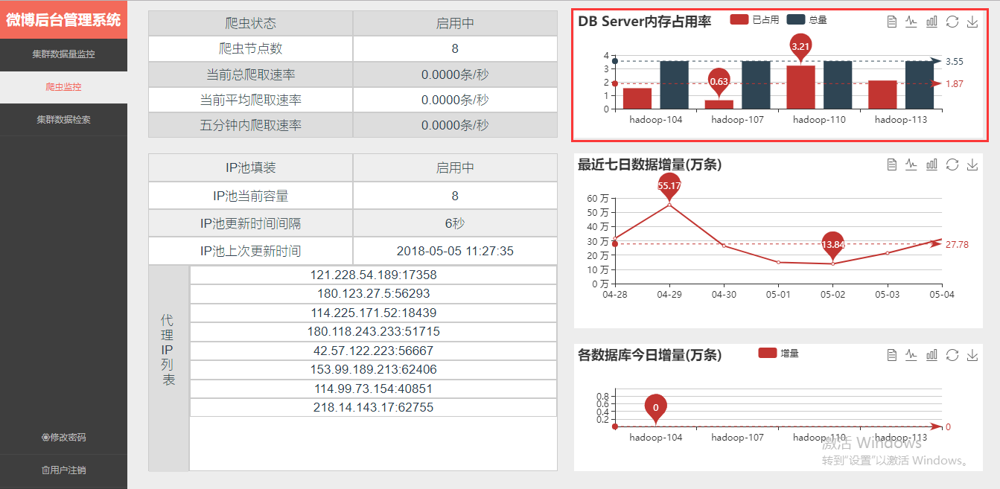 微博后台管理系统
集群数据量监控
爬虫监控
集群数据检索
修改密码
用户注销
爬虫状态 启用中
爬虫节点数 8
当前总爬取速率 0.0000条/秒
当前平均爬取速率 0.0000条/秒
五分钟内爬取速率 0.0000条/秒
IP池填装 启用中
IP池当前容量 8
IP池更新时间间隔 6秒
IP池上次更新时间 2018-05-05 11:27:35
代
理
IP
列
表
121.228.54.189:17358
180.123.27.5:56293
114.225.171.52:18439
180.118.243.233:51715
42.57.122.223:56667
153.99.189.213:62406
114.99.73.154:40851
218.14.143.17:62755
DB Server内存占用率 已占用 总量
3.21
0.63
4
3
2
1
0
3.55
1.87
hadoop-104 hadoop-107 hadoop-110 hadoop-113
最近七日数据增量(万条)
55.17
13.84
60 万
50 万
40 万
30 万
20 万
10 万
0 万
27.78
04-28 04-29 04-30 05-01 05-02 05-03 05-04
各数据库今日增量(万条) 增量
0.8
0.6
0.4
0.2
0
0
hadoop-104 hadoop-107 hadoop-110 hadoop-113
激活 Windows
转到"设置"以激活 Windows。